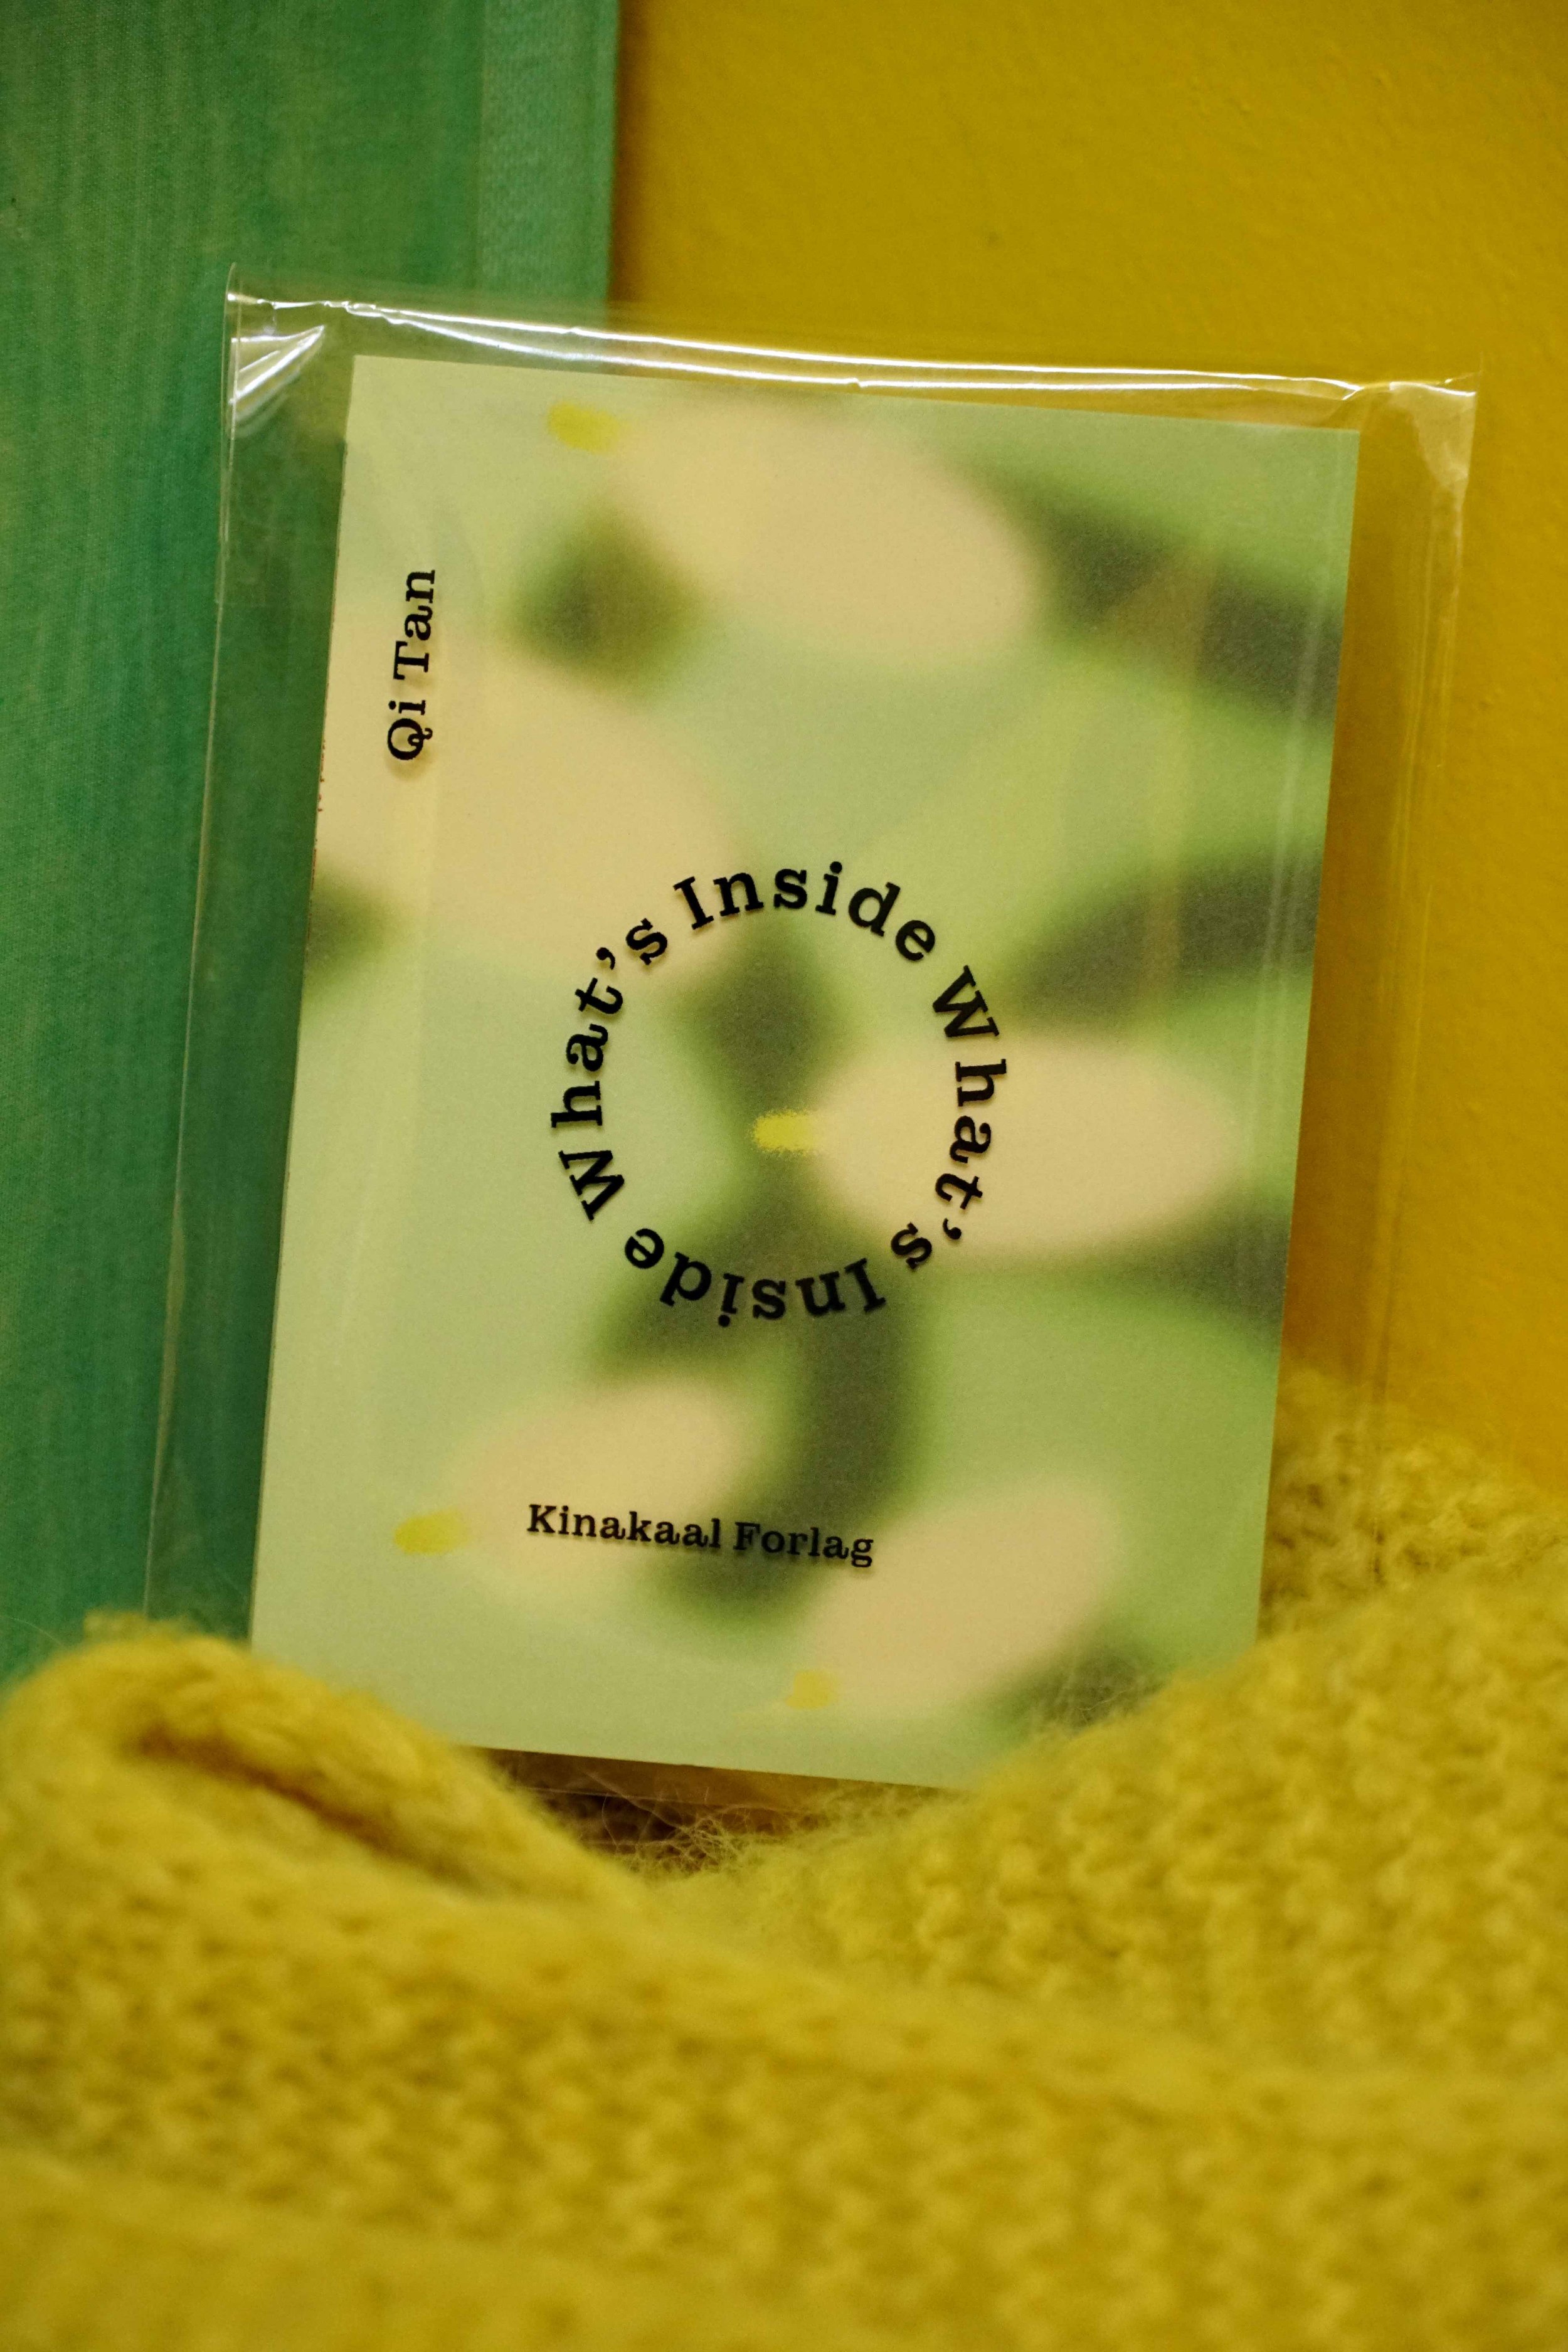 Qi Tan
What's Inside What's Inside
Kinakaal Forlag